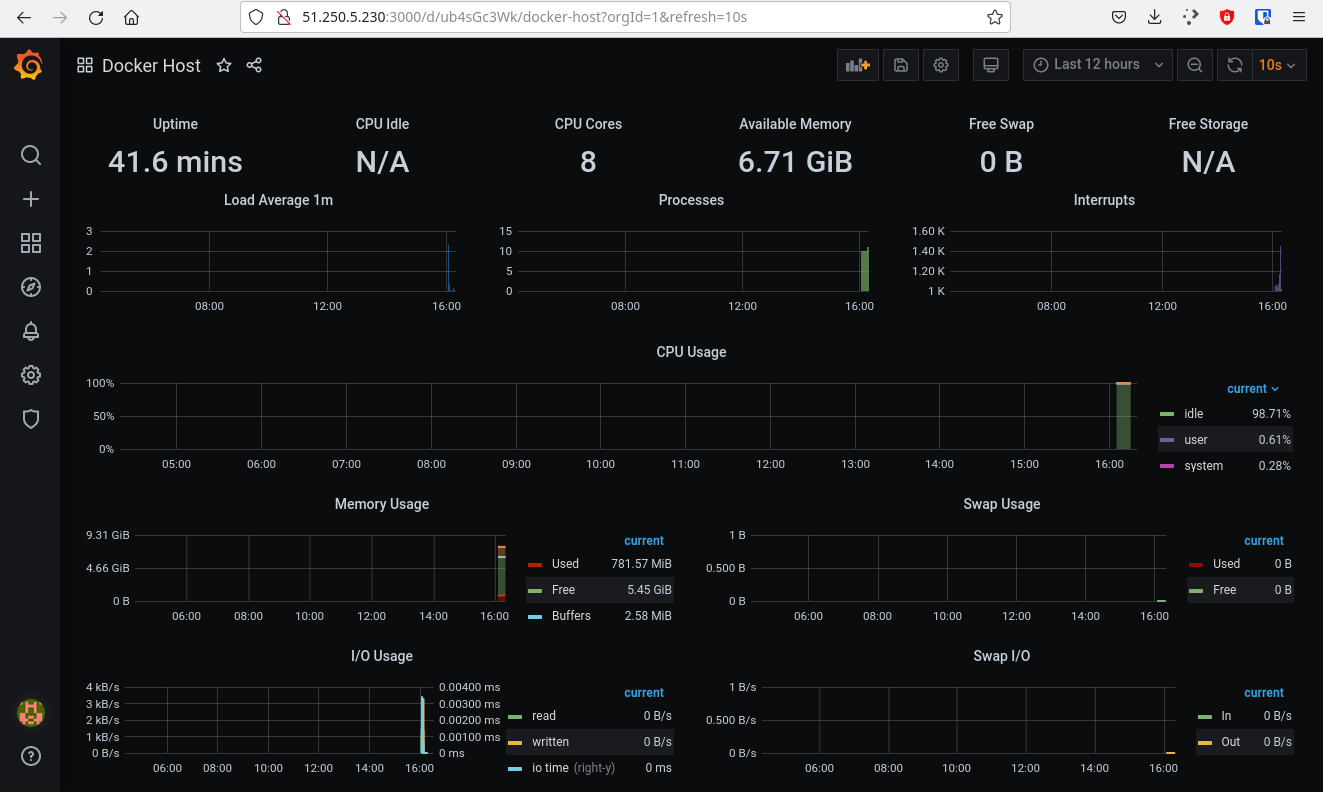 51.250.5.230:3000/d/ub4sGc3Wk/docker-host?orgId=1&refresh=10s
Docker Host
Last 12 hours
10s
Uptime CPU Idle CPU Cores Available Memory Free Swap Free Storage
41.6 mins N/A 8 6.71 GiB 0 B N/A
Load Average 1m
3
2
1
0
08:00 12:00 16:00
Processes
15
10
5
0
08:00 12:00 16:00
Interrupts
1.60 K
1.40 K
1.20 K
1 K
08:00 12:00 16:00
CPU Usage
100%
50%
0%
05:00 06:00 07:00 08:00 09:00 10:00 11:00 12:00 13:00 14:00 15:00 16:00
current
idle 98.71%
user 0.61%
system 0.28%
Memory Usage
9.31 GiB
4.66 GiB
0 B
06:00 08:00 10:00 12:00 14:00 16:00
current
Used 781.57 MiB
Free 5.45 GiB
Buffers 2.58 MiB
Swap Usage
1 B
0.500 B
0 B
06:00 08:00 10:00 12:00 14:00 16:00
current
Used 0 B
Free 0 B
I/O Usage
4 kB/s
3 kB/s
2 kB/s
1 kB/s
0 B/s
0.00400 ms
0.00300 ms
0.00200 ms
0.00100 ms
0 ms
06:00 08:00 10:00 12:00 14:00 16:00
current
read 0 B/s
written 0 B/s
io time (right-y) 0 ms
Swap I/O
1 B/s
0.500 B/s
0 B/s
06:00 08:00 10:00 12:00 14:00 16:00
current
In 0 B/s
Out 0 B/s